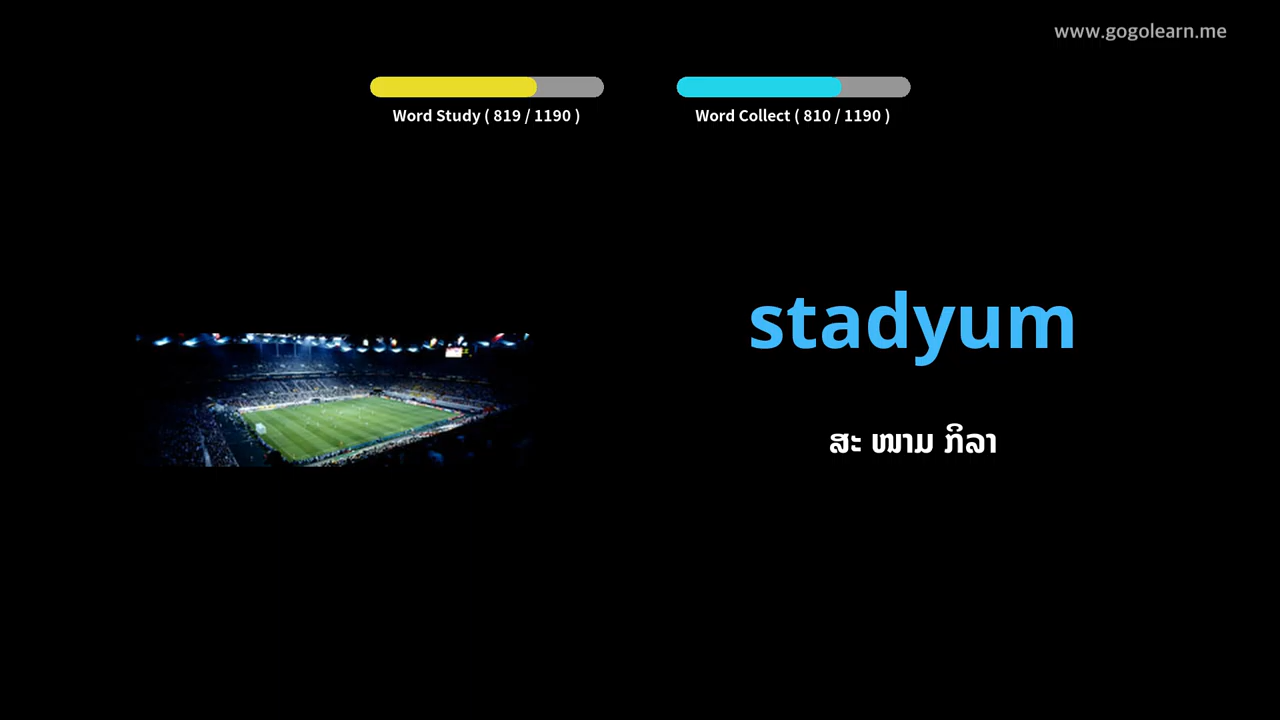 www.gogolearn.me
Word Study ( 819 / 1190 )
Word Collect ( 810 / 1190 )
stadyum
ສະ ໜາມ ກິລາ